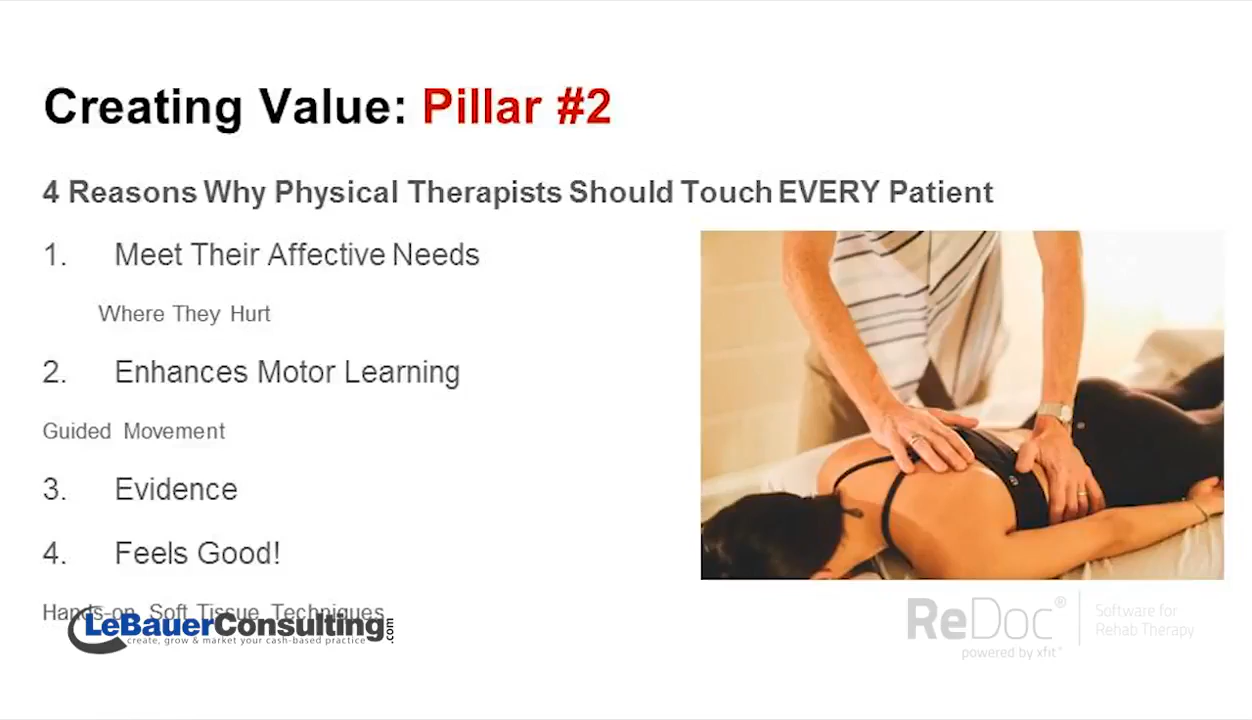 Creating Value: Pillar #2
4 Reasons Why Physical Therapists Should Touch EVERY Patient
1. Meet Their Affective Needs
Where They Hurt
2. Enhances Motor Learning
Guided Movement
3. Evidence
4. Feels Good!
Hands-on Soft Tissue Techniques
LeBauerConsulting.com
create, grow & market your cash-based practice
ReDoc®
powered by xfit™
Software for
Rehab Therapy